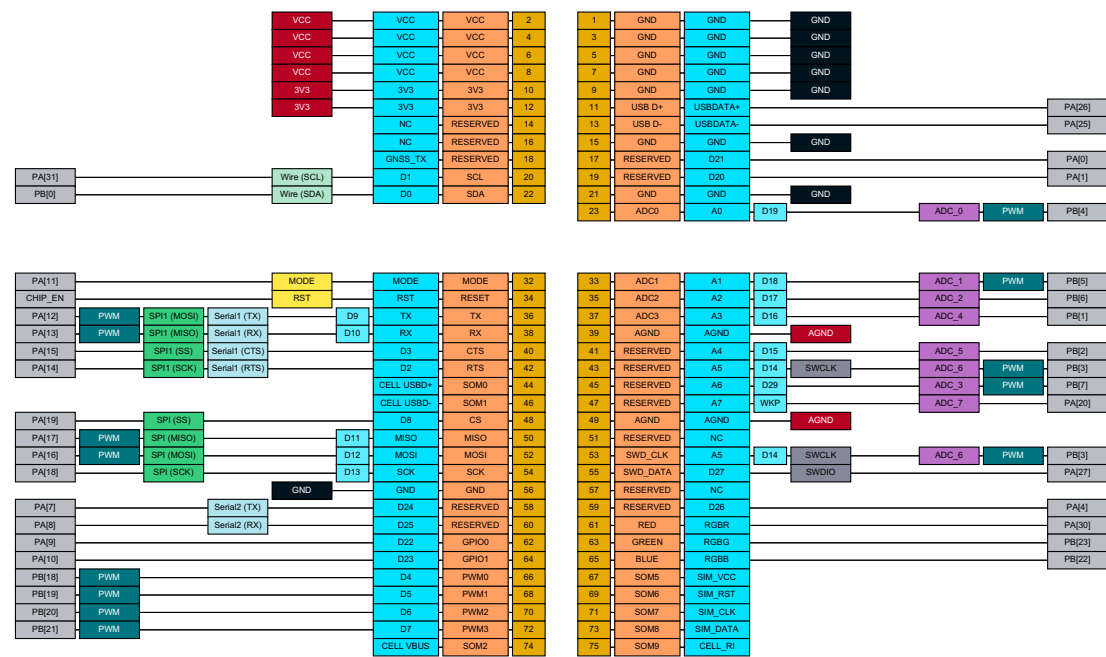 VCC VCC VCC 2 1 GND GND GND
VCC VCC VCC 4 3 GND GND GND
VCC VCC VCC 6 5 GND GND GND
VCC VCC VCC 8 7 GND GND GND
3V3 3V3 3V3 10 9 GND GND GND
3V3 3V3 3V3 12 11 USB D+ USBDATA+ PA[26]
NC RESERVED 14 13 USB D- USBDATA- PA[25]
NC RESERVED 16 15 GND GND GND
GNSS_TX RESERVED 18 17 RESERVED D21 PA[0]
PA[31] Wire (SCL) D1 SCL 20 19 RESERVED D20 PA[1]
PB[0] Wire (SDA) D0 SDA 22 21 GND GND GND
23 ADC0 A0 D19 ADC_0 PWM PB[4]
PA[11] MODE MODE MODE 32 33 ADC1 A1 D18 ADC_1 PWM PB[5]
CHIP_EN RST RST RESET 34 35 ADC2 A2 D17 ADC_2 PB[6]
PA[12] PWM SPI1 (MOSI) Serial1 (TX) D9 TX TX 36 37 ADC3 A3 D16 ADC_4 PB[1]
PA[13] PWM SPI1 (MISO) Serial1 (RX) D10 RX RX 38 39 AGND AGND AGND
PA[15] SPI1 (SS) Serial1 (CTS) D3 CTS 40 41 RESERVED A4 D15 ADC_5 PB[2]
PA[14] SPI1 (SCK) Serial1 (RTS) D2 RTS 42 43 RESERVED A5 D14 SWCLK ADC_6 PWM PB[3]
CELL USBD+ SOM0 44 45 RESERVED A6 D29 ADC_3 PWM PB[7]
CELL USBD- SOM1 46 47 RESERVED A7 WKP ADC_7 PA[20]
PA[19] SPI (SS) D8 CS 48 49 AGND AGND AGND
PA[17] PWM SPI (MISO) D11 MISO MISO 50 51 RESERVED NC
PA[16] PWM SPI (MOSI) D12 MOSI MOSI 52 53 SWD_CLK A5 D14 SWCLK ADC_6 PWM PB[3]
PA[18] SPI (SCK) D13 SCK SCK 54 55 SWD_DATA D27 SWDIO PA[27]
GND GND GND 56 57 RESERVED NC
PA[7] Serial2 (TX) D24 RESERVED 58 59 RESERVED D26 PA[4]
PA[8] Serial2 (RX) D25 RESERVED 60 61 RED RGBR PA[30]
PA[9] D22 GPIO0 62 63 GREEN RGBG PB[23]
PA[10] D23 GPIO1 64 65 BLUE RGBB PB[22]
PB[18] PWM D4 PWM0 66 67 SOM5 SIM_VCC
PB[19] PWM D5 PWM1 68 69 SOM6 SIM_RST
PB[20] PWM D6 PWM2 70 71 SOM7 SIM_CLK
PB[21] PWM D7 PWM3 72 73 SOM8 SIM_DATA
CELL VBUS SOM2 74 75 SOM9 CELL_RI